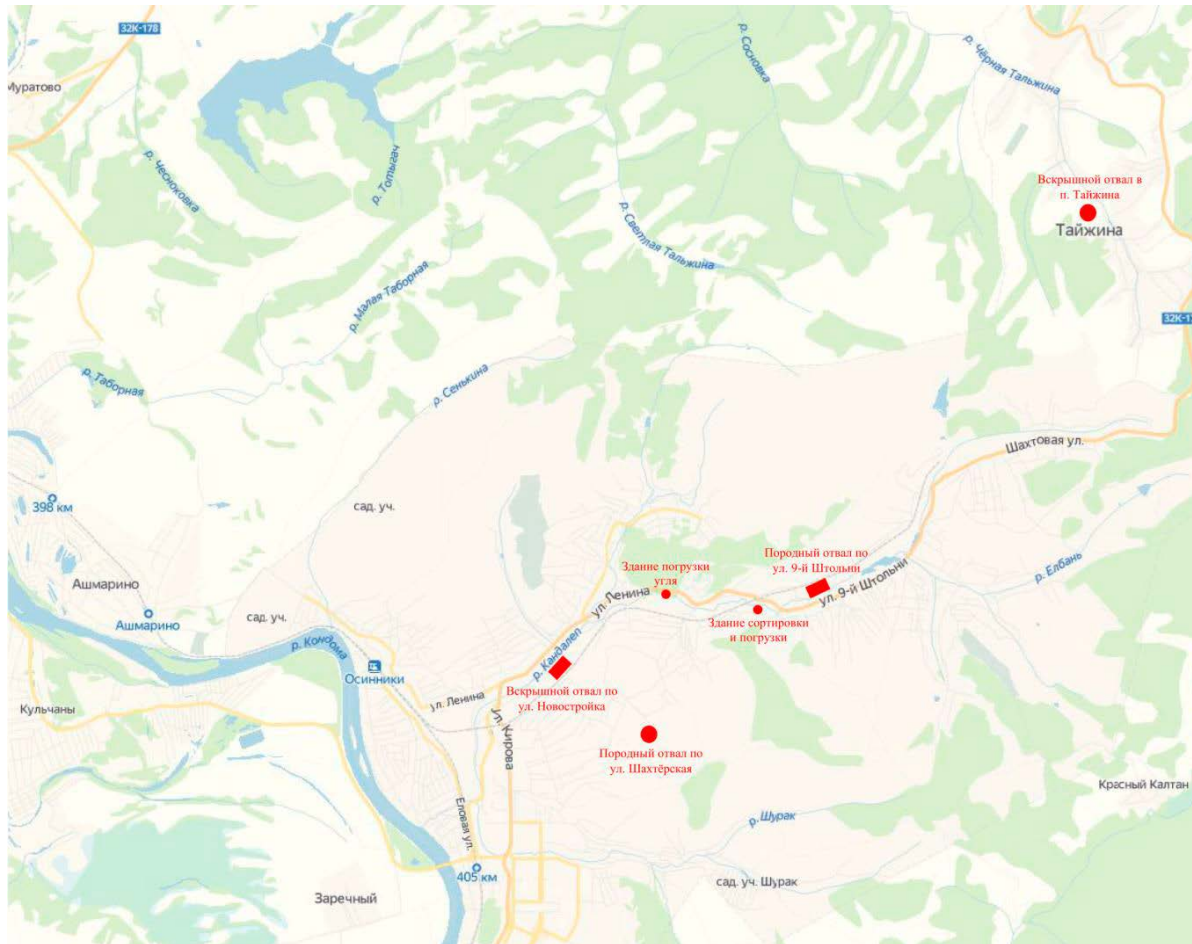 32К-178
Муратово
р. Чесноковка
р. Тотыгач
р. Сосновка
р. Чёрная Тальжина
Вскрышной отвал в
п. Тайжина
Тайжина
р. Светлая Тальжина
р. Малая Таборная
32К-1
р. Таборная
р. Сенькина
Шахтовая ул.
398 км
сад. уч.
Породный отвал по
ул. 9-й Штольни
Здание погрузки
угля
р. Елбань
Ашмарино
ул. Ленина
ул. 9-й Штольни
Здание сортировки
и погрузки
Ашмарино
сад. уч.
р. Кондома
р. Кандалеп
Осинники
Вскрышной отвал по
ул. Новостройка
ул. Ленина
Кульчаны
ул. Кирова
Породный отвал по
ул. Шахтёрская
Красный Калтан
Еловая ул.
р. Шурак
405 км
сад. уч. Шурак
Заречный